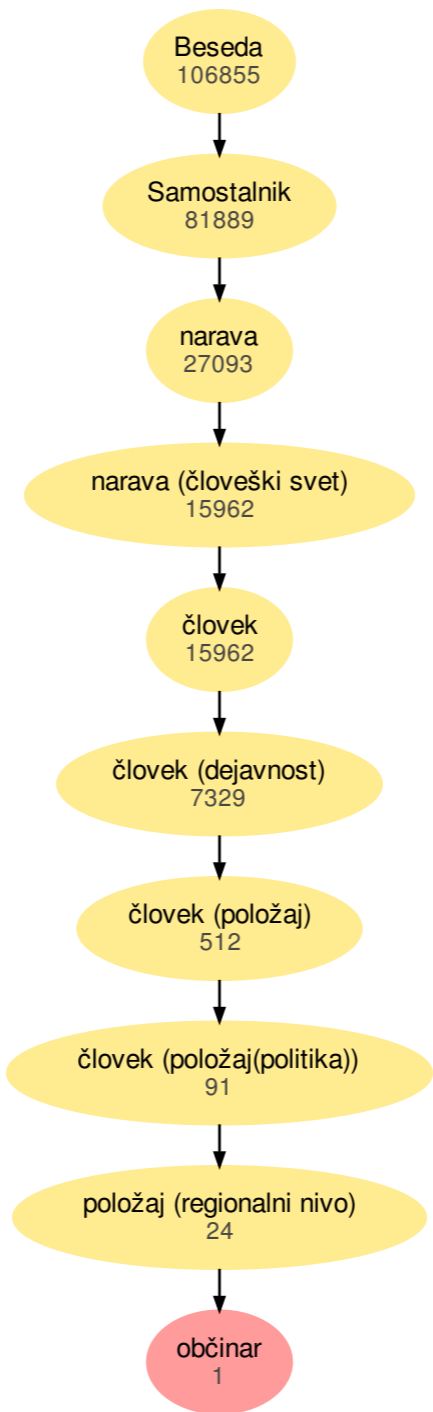 Beseda
106855
Samostalnik
81889
narava
27093
narava (človeški svet)
15962
človek
15962
človek (dejavnost)
7329
človek (položaj)
512
človek (položaj(politika))
91
položaj (regionalni nivo)
24
občinar
1